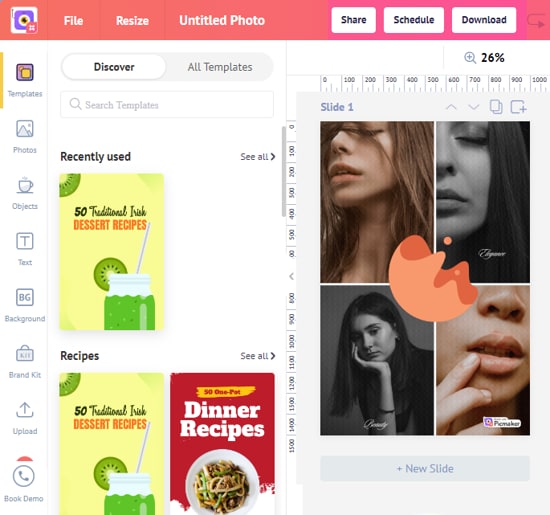 File
Resize
Untitled Photo
Share
Schedule
Download
Templates
Photos
Objects
Text
BG
Background
KIT
Brand Kit
Upload
Book Demo
Discover
All Templates
Search Templates
Recently used
See all
50 Traditional Irish
DESSERT RECIPES
Recipes
See all
50 Traditional Irish
DESSERT RECIPES
50 One-Pot
Dinner
Recipes
26%
0 100 200 300 400 500 600 700 800 900 1000
0
100
200
300
400
500
600
700
800
900
1000
1100
1200
1300
1500
Slide 1
Elegance
Beauty
Picmaker
+ New Slide